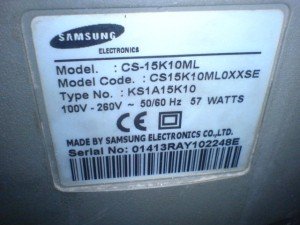 SAMSUNG
ELECTRONICS
Model. : CS-15K10ML
Model Code. : CS15K10ML0XXSE
Type No. : KS1A15K10
100V - 260V ~ 50/60 Hz 57 WATTS
MADE BY SAMSUNG ELECTRONICS CO.,LTD.
Serial No: 01413RAY102248E